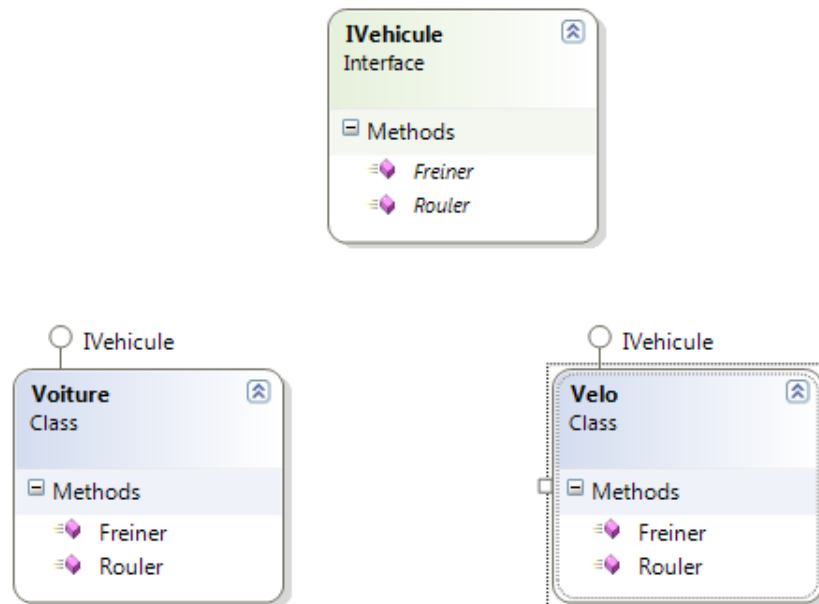 IVehicule
Interface
Methods
Freiner
Rouler
IVehicule
Voiture
Class
Methods
Freiner
Rouler
IVehicule
Velo
Class
Methods
Freiner
Rouler